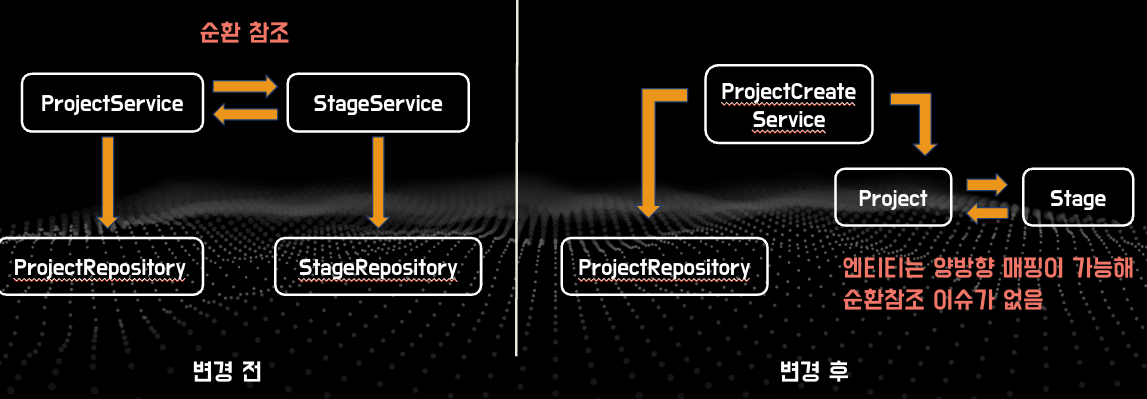 순환 참조
ProjectService
StageService
ProjectRepository
StageRepository
변경 전
ProjectCreate
Service
Project
Stage
ProjectRepository
엔티티는 양방향 매핑이 가능해
순환참조 이슈가 없음
변경 후